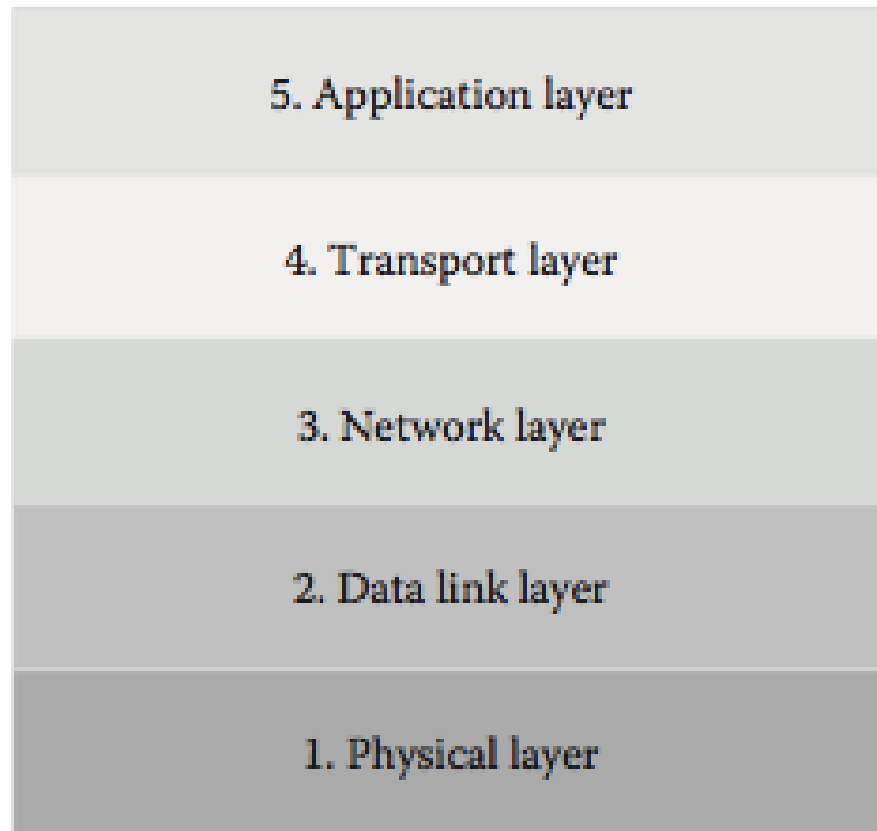 5. Application layer
4. Transport layer
3. Network layer
2. Data link layer
1. Physical layer